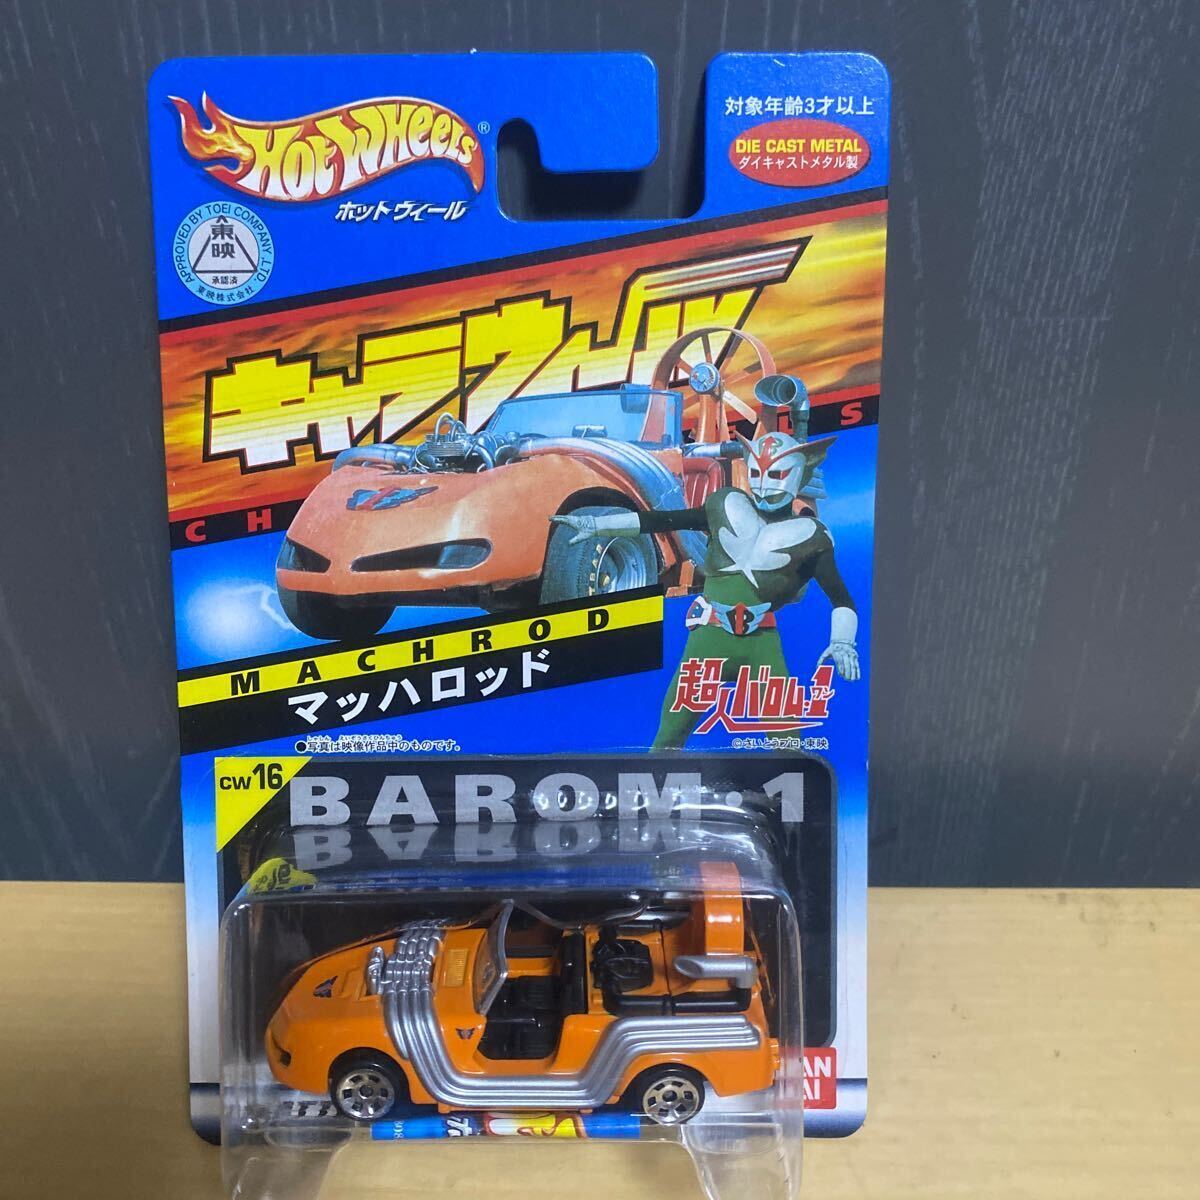 HOT WHEELS®
ホットウィール
対象年齢3才以上
DIE CAST METAL
ダイキャストメタル製
APPROVED BY TOEI COMPANY, LTD.
東映
承認済
東映株式会社
キャラウィール
MACHROD
マッハロッド
●写真は映像作品中のものです。
超人バロム・1
ワン
©さいとうプロ・東映
CW16
BAROM・1